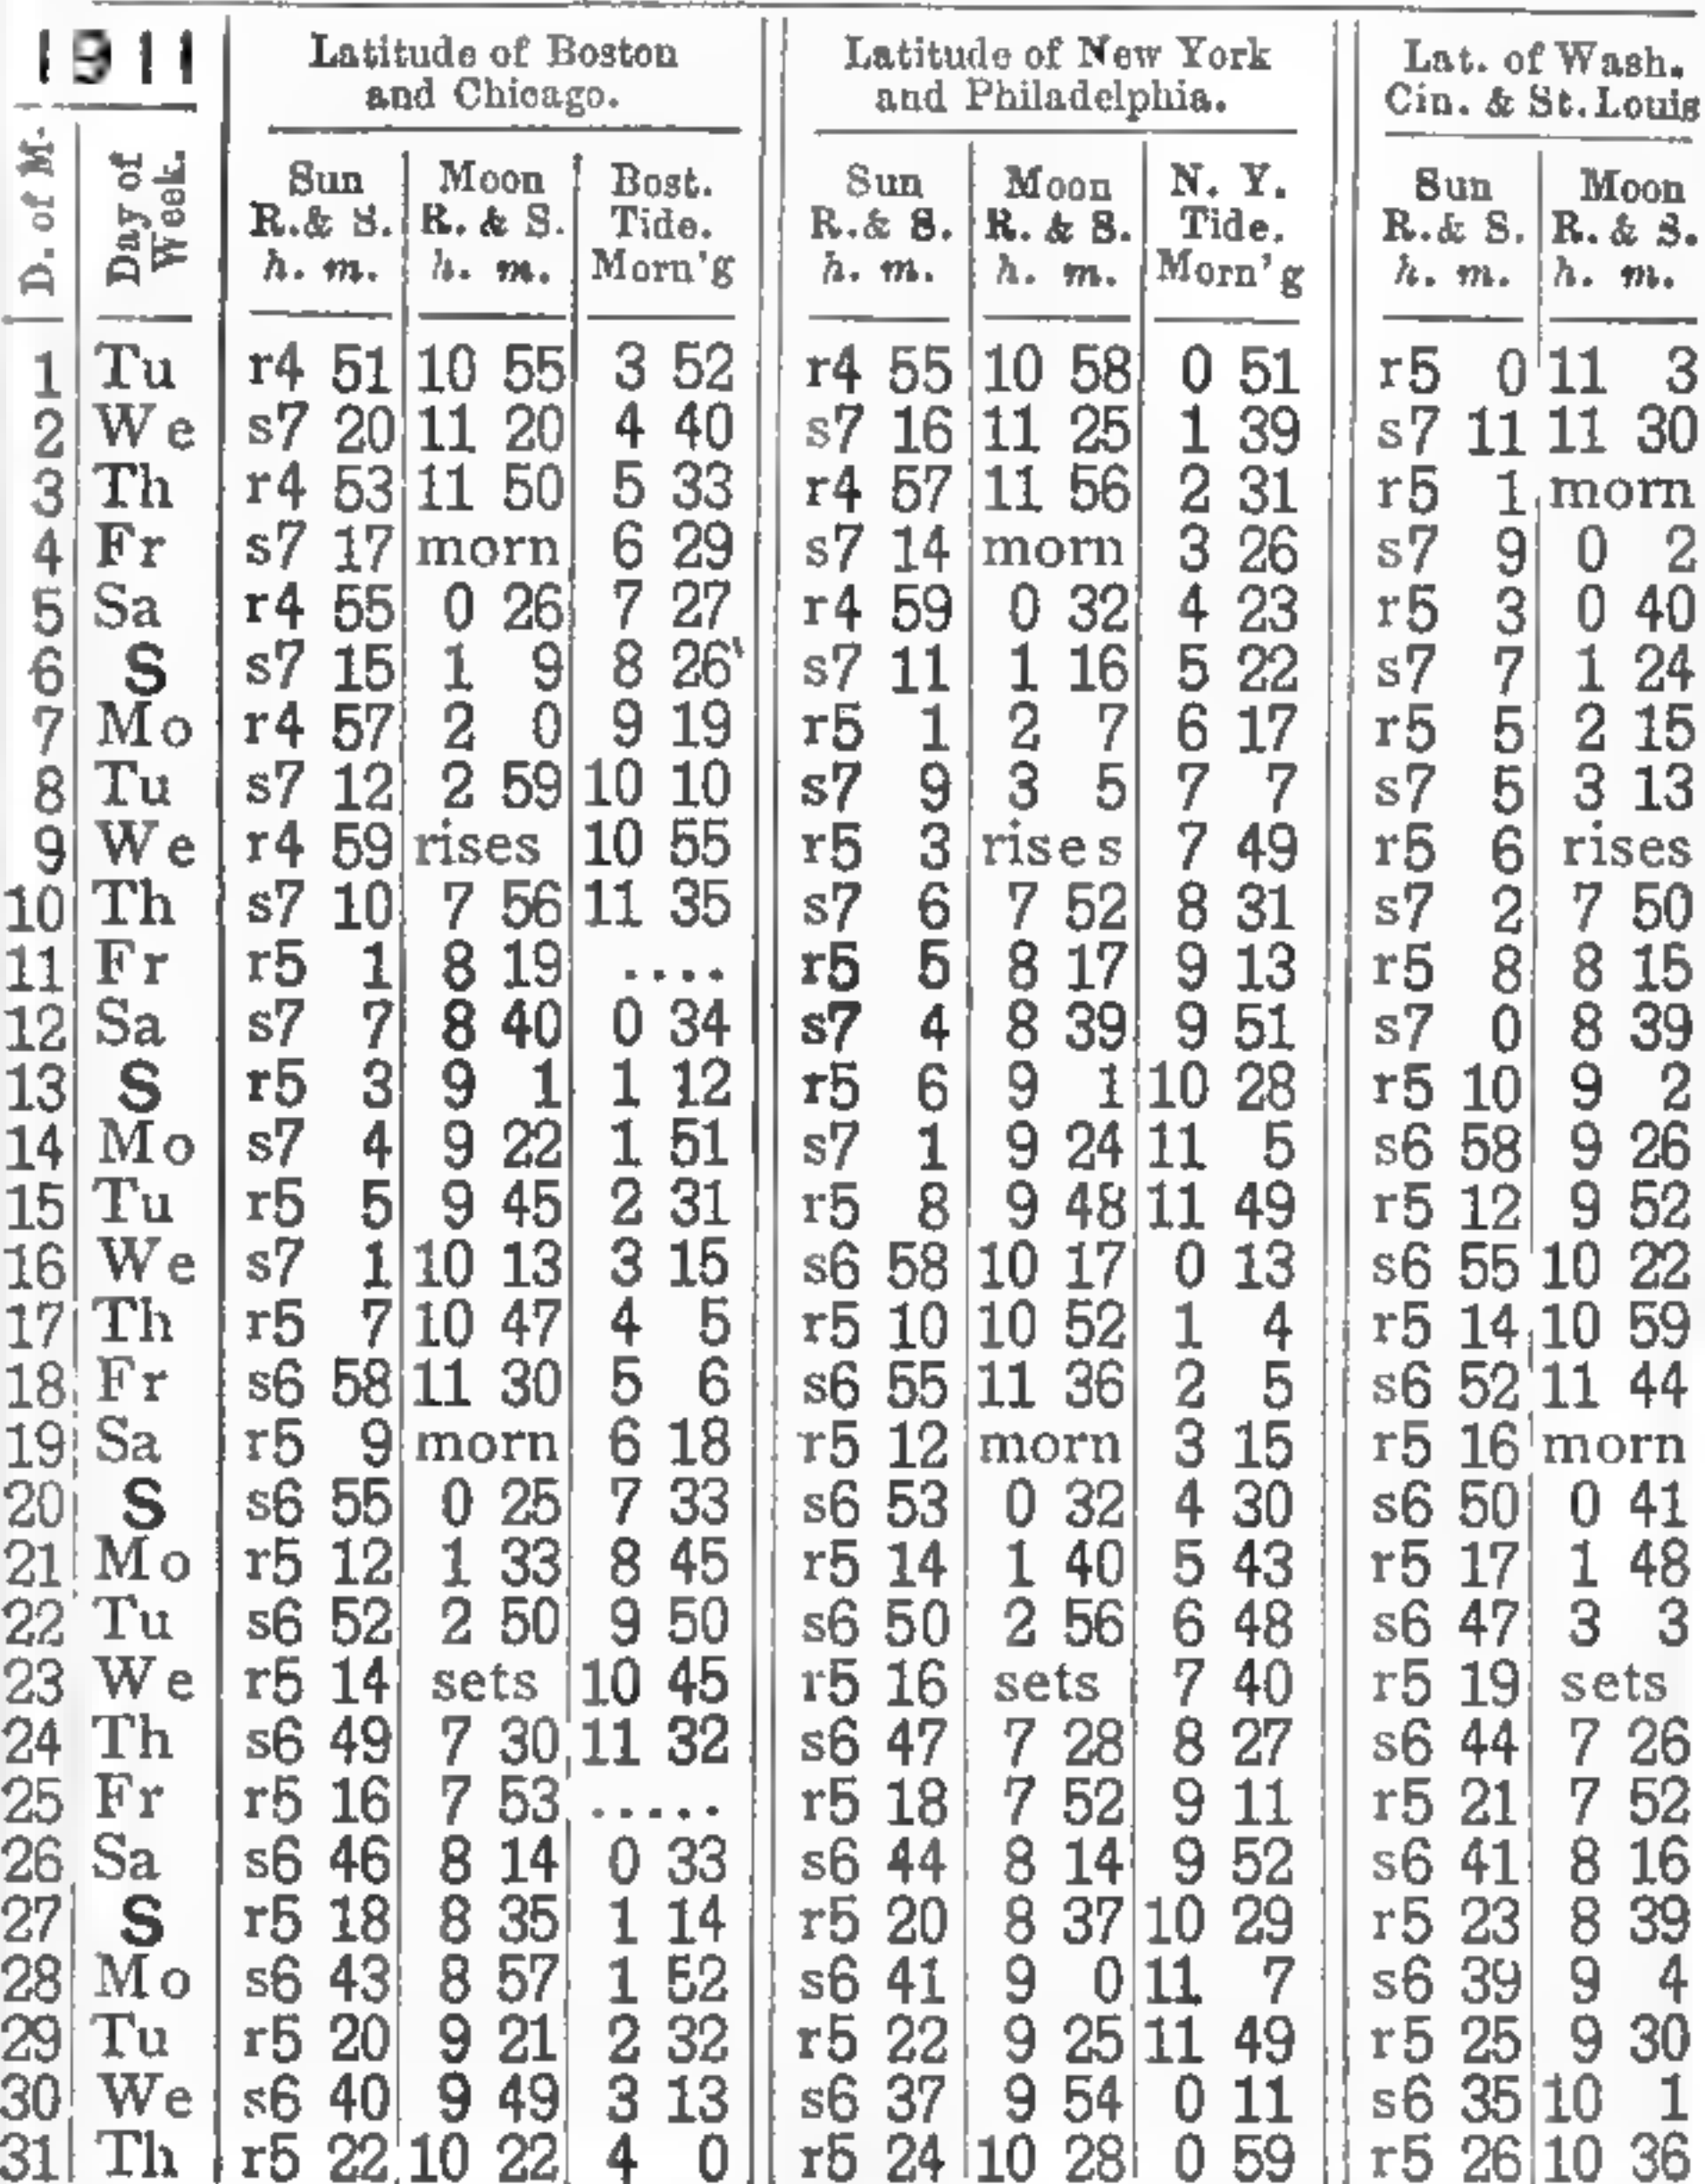 1911
Latitude of Boston and Chicago.
Latitude of New York and Philadelphia.
Lat. of Wash. Cin. & St. Louis
D. of M. Day of Week. Sun R. & S. h. m. Moon R. & S. h. m. Bost. Tide. Morn'g Sun R. & S. h. m. Moon R. & S. h. m. N. Y. Tide. Morn'g Sun R. & S. h. m. Moon R. & S. h. m.
1 Tu r4 51 10 55 3 52 r4 55 10 58 0 51 r5 0 11 3
2 We s7 20 11 20 4 40 s7 16 11 25 1 39 s7 11 11 30
3 Th r4 53 11 50 5 33 r4 57 11 56 2 31 r5 1 morn
4 Fr s7 17 morn 6 29 s7 14 morn 3 26 s7 9 0 2
5 Sa r4 55 0 26 7 27 r4 59 0 32 4 23 r5 3 0 40
6 S s7 15 1 9 8 26 s7 11 1 16 5 22 s7 7 1 24
7 Mo r4 57 2 0 9 19 r5 1 2 7 6 17 r5 5 2 15
8 Tu s7 12 2 59 10 10 s7 9 3 5 7 7 s7 5 3 13
9 We r4 59 rises 10 55 r5 3 rises 7 49 r5 6 rises
10 Th s7 10 7 56 11 35 s7 6 7 52 8 31 s7 2 7 50
11 Fr r5 1 8 19 .... r5 5 8 17 9 13 r5 8 8 15
12 Sa s7 7 8 40 0 34 s7 4 8 39 9 51 s7 0 8 39
13 S r5 3 9 1 1 12 r5 6 9 1 10 28 r5 10 9 2
14 Mo s7 4 9 22 1 51 s7 1 9 24 11 5 s6 58 9 26
15 Tu r5 5 9 45 2 31 r5 8 9 48 11 49 r5 12 9 52
16 We s7 1 10 13 3 15 s6 58 10 17 0 13 s6 55 10 22
17 Th r5 7 10 47 4 5 r5 10 10 52 1 4 r5 14 10 59
18 Fr s6 58 11 30 5 6 s6 55 11 36 2 5 s6 52 11 44
19 Sa r5 9 morn 6 18 r5 12 morn 3 15 r5 16 morn
20 S s6 55 0 25 7 33 s6 53 0 32 4 30 s6 50 0 41
21 Mo r5 12 1 33 8 45 r5 14 1 40 5 43 r5 17 1 48
22 Tu s6 52 2 50 9 50 s6 50 2 56 6 48 s6 47 3 3
23 We r5 14 sets 10 45 r5 16 sets 7 40 r5 19 sets
24 Th s6 49 7 30 11 32 s6 47 7 28 8 27 s6 44 7 26
25 Fr r5 16 7 53 ..... r5 18 7 52 9 11 r5 21 7 52
26 Sa s6 46 8 14 0 33 s6 44 8 14 9 52 s6 41 8 16
27 S r5 18 8 35 1 14 r5 20 8 37 10 29 r5 23 8 39
28 Mo s6 43 8 57 1 52 s6 41 9 0 11 7 s6 39 9 4
29 Tu r5 20 9 21 2 32 r5 22 9 25 11 49 r5 25 9 30
30 We s6 40 9 49 3 13 s6 37 9 54 0 11 s6 35 10 1
31 Th r5 22 10 22 4 0 r5 24 10 28 0 59 r5 26 10 36